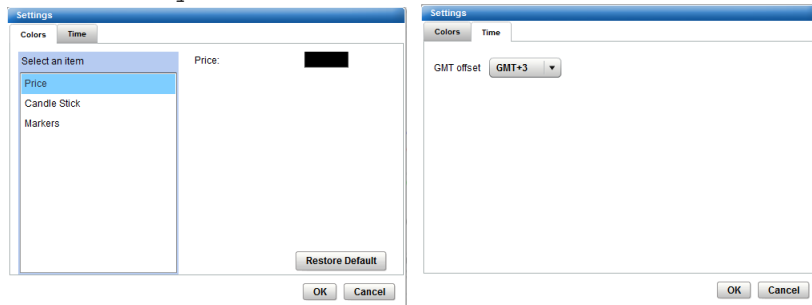 Settings
Colors Time
Select an item
Price:
Price
Candle Stick
Markers
Restore Default
OK Cancel
Settings
Colors Time
GMT offset GMT+3
OK Cancel